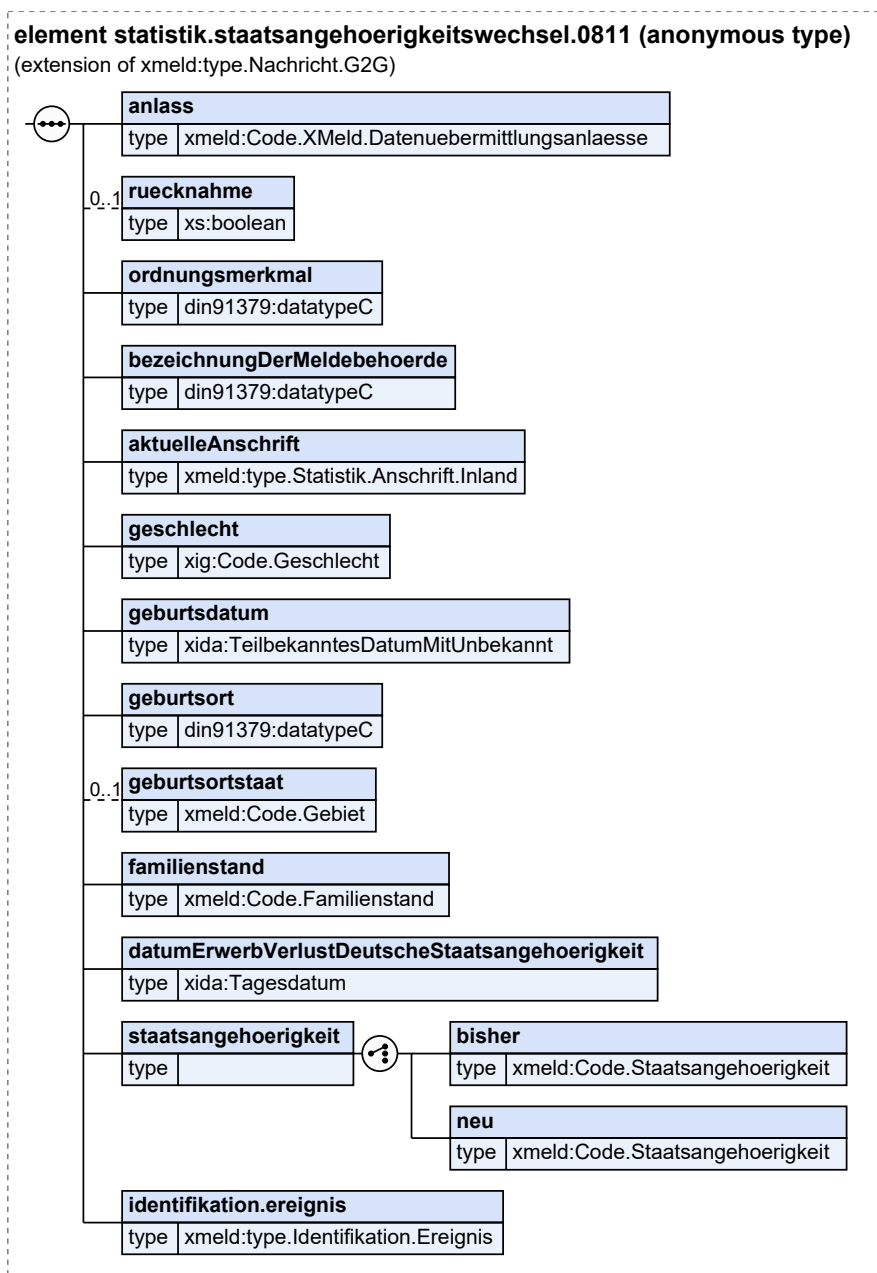 element statistik.staatsangehoerigkeitswechsel.0811 (anonymous type)
(extension of xmeld:type.Nachricht.G2G)
anlass
type xmeld:Code.XMeld.Datenuebermittlungsanlaesse
0..1 ruecknahme
type xs:boolean
ordnungsmerkmal
type din91379:datatypeC
bezeichnungDerMeldebehoerde
type din91379:datatypeC
aktuelleAnschrift
type xmeld:type.Statistik.Anschrift.Inland
geschlecht
type xig:Code.Geschlecht
geburtsdatum
type xida:TeilbekanntesDatumMitUnbekannt
geburtsort
type din91379:datatypeC
0..1 geburtsortstaat
type xmeld:Code.Gebiet
familienstand
type xmeld:Code.Familienstand
datumErwerbVerlustDeutscheStaatsangehoerigkeit
type xida:Tagesdatum
staatsangehoerigkeit
type
bisher
type xmeld:Code.Staatsangehoerigkeit
neu
type xmeld:Code.Staatsangehoerigkeit
identifikation.ereignis
type xmeld:type.Identifikation.Ereignis